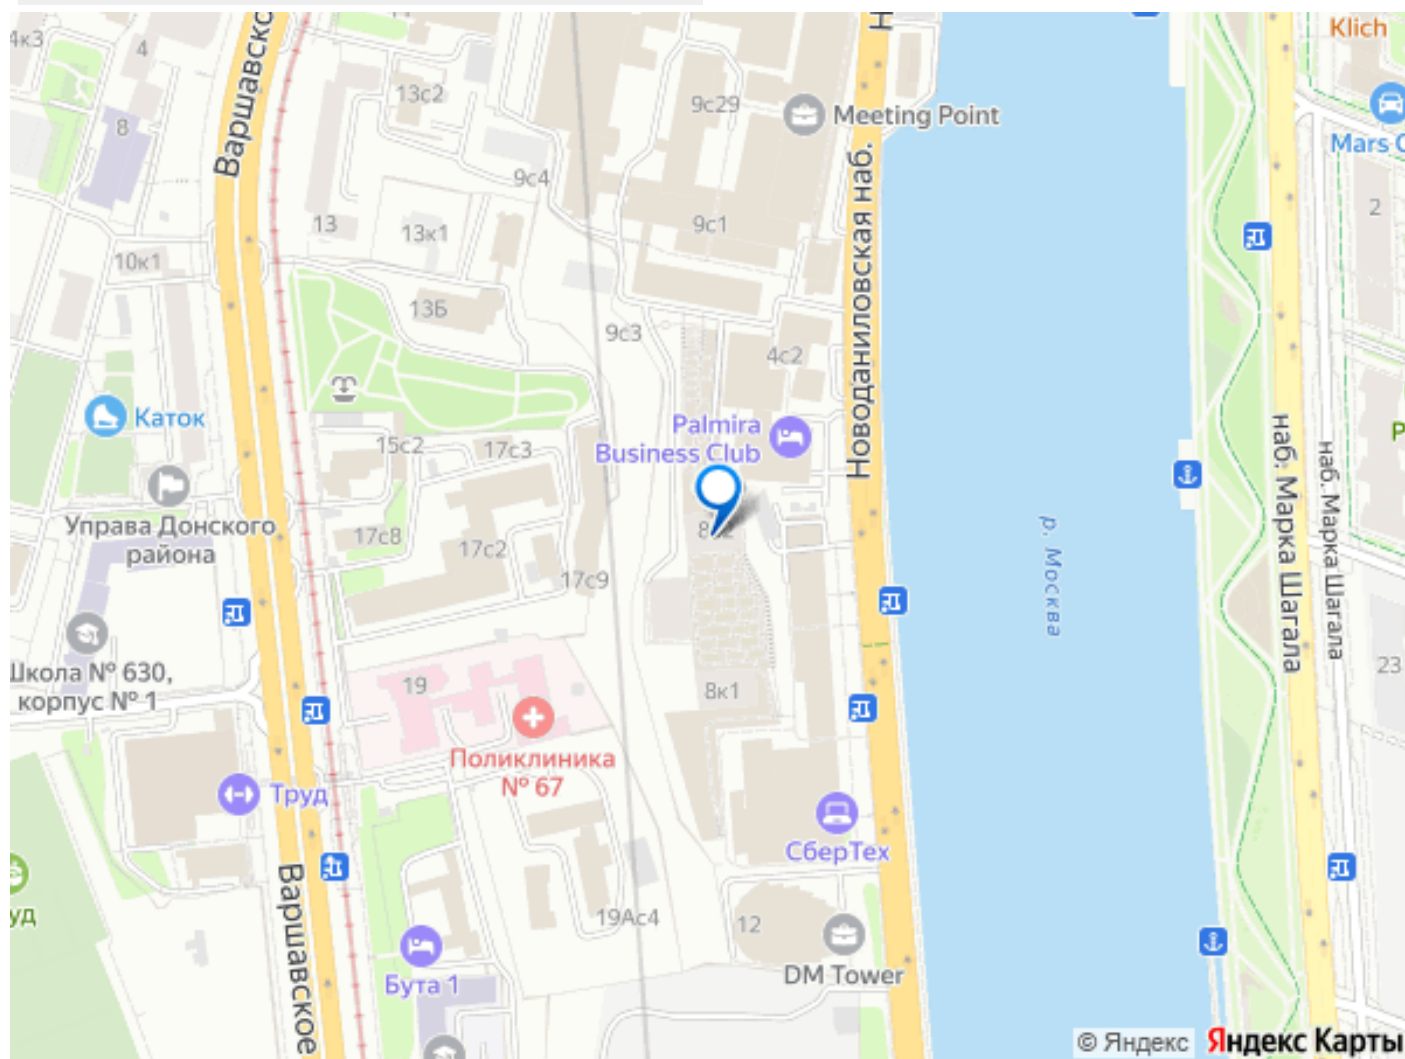 4к3
4
Варшавско
13с2
9с29
Meeting Point
Н
Klich
Mars
8
9с4
9с1
2
13
13к1
10к1
13Б
9с3
4с2
Новоданиловская наб.
Каток
15с2
17с3
Palmira
Business Club
Управа Донского
района
17с8
17с2
17с9
р. Москва
наб. Марка Шагала
наб. Марка Шагала
Школа № 630,
корпус № 1
19
8к1
23
Поликлиника
№ 67
Труд
СберТех
уд
Варшавское
19Ас4
12
DM Tower
Бута 1
© Яндекс
Яндекс Карты